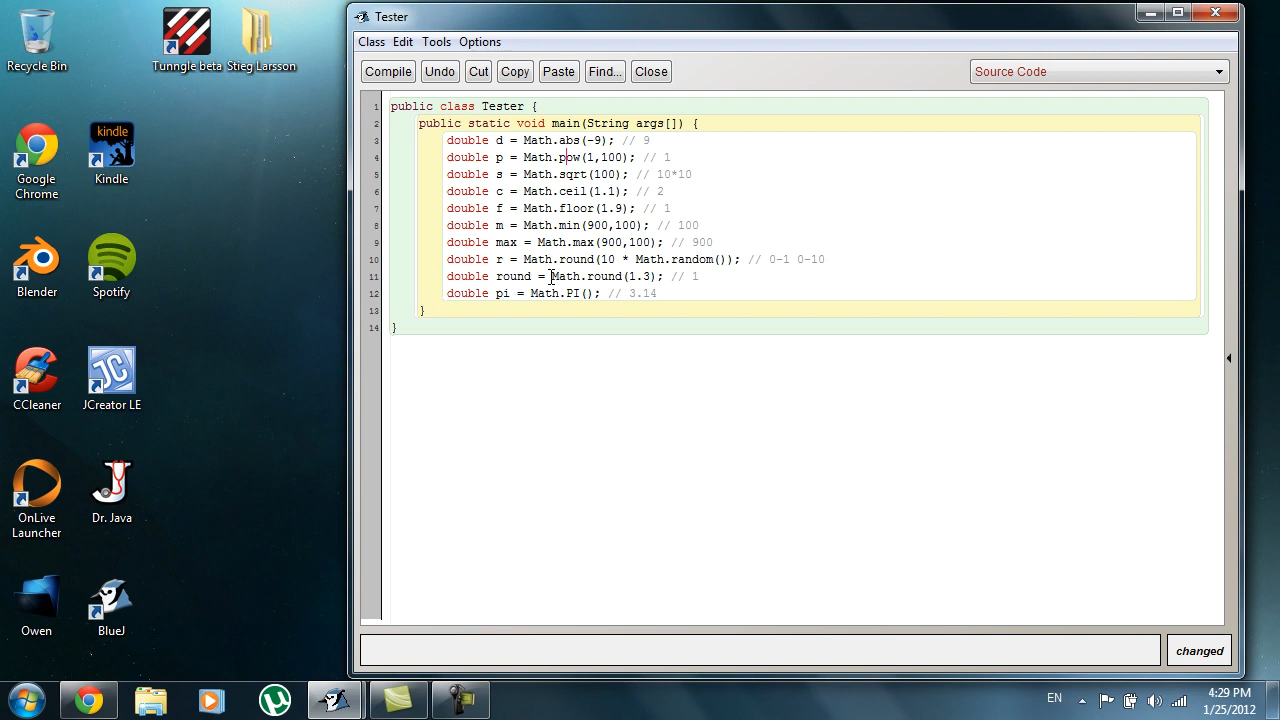 Recycle Bin
Tunngle beta
Stieg Larsson
Google
Chrome
kindle
Kindle
Blender
Spotify
CCleaner
JC
JCreator LE
OnLive
Launcher
Dr. Java
Owen
BlueJ
Tester
Class Edit Tools Options
Compile Undo Cut Copy Paste Find... Close Source Code
1 public class Tester {
2 public static void main(String args[]) {
3 double d = Math.abs(-9); // 9
4 double p = Math.pow(1,100); // 1
5 double s = Math.sqrt(100); // 10*10
6 double c = Math.ceil(1.1); // 2
7 double f = Math.floor(1.9); // 1
8 double m = Math.min(900,100); // 100
9 double max = Math.max(900,100); // 900
10 double r = Math.round(10 * Math.random()); // 0-1 0-10
11 double round = Math.round(1.3); // 1
12 double pi = Math.PI(); // 3.14
13 }
14 }
changed
EN
4:29 PM
1/25/2012